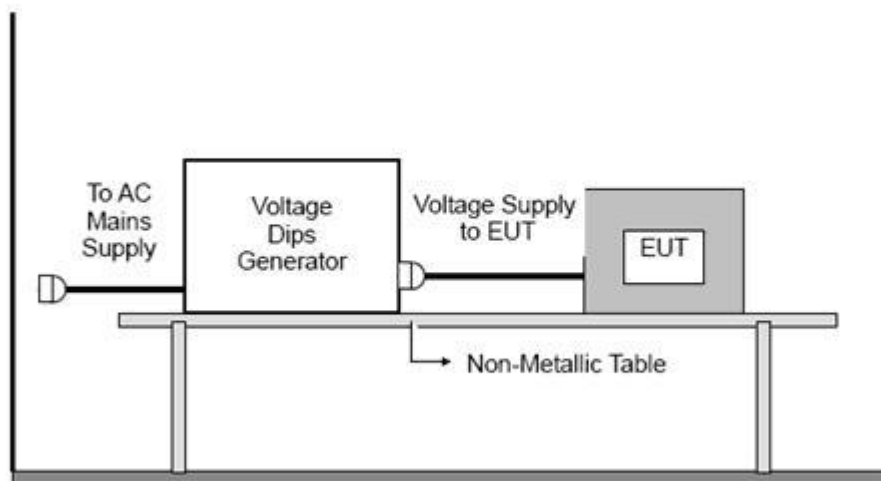 To AC
Mains
Supply
Voltage
Dips
Generator
Voltage Supply
to EUT
EUT
Non-Metallic Table